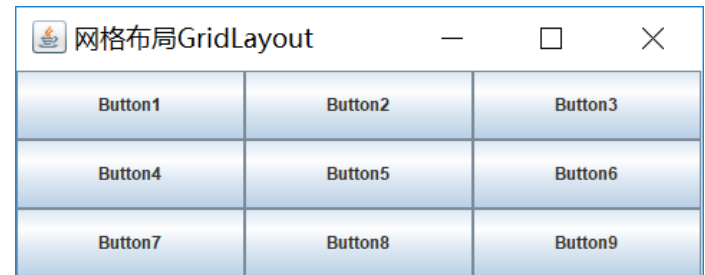 网格布局GridLayout
Button1 Button2 Button3
Button4 Button5 Button6
Button7 Button8 Button9